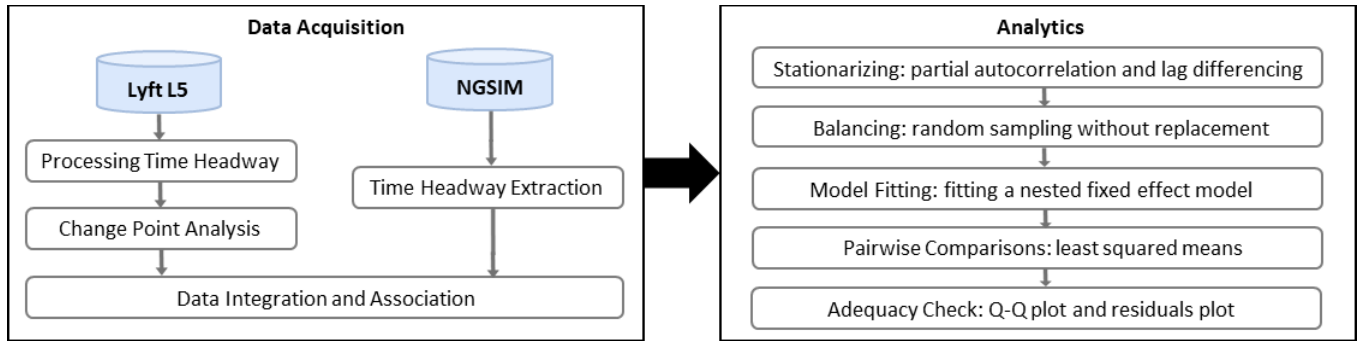 Data Acquisition
Lyft L5
NGSIM
Processing Time Headway
Time Headway Extraction
Change Point Analysis
Data Integration and Association
Analytics
Stationarizing: partial autocorrelation and lag differencing
Balancing: random sampling without replacement
Model Fitting: fitting a nested fixed effect model
Pairwise Comparisons: least squared means
Adequacy Check: Q-Q plot and residuals plot